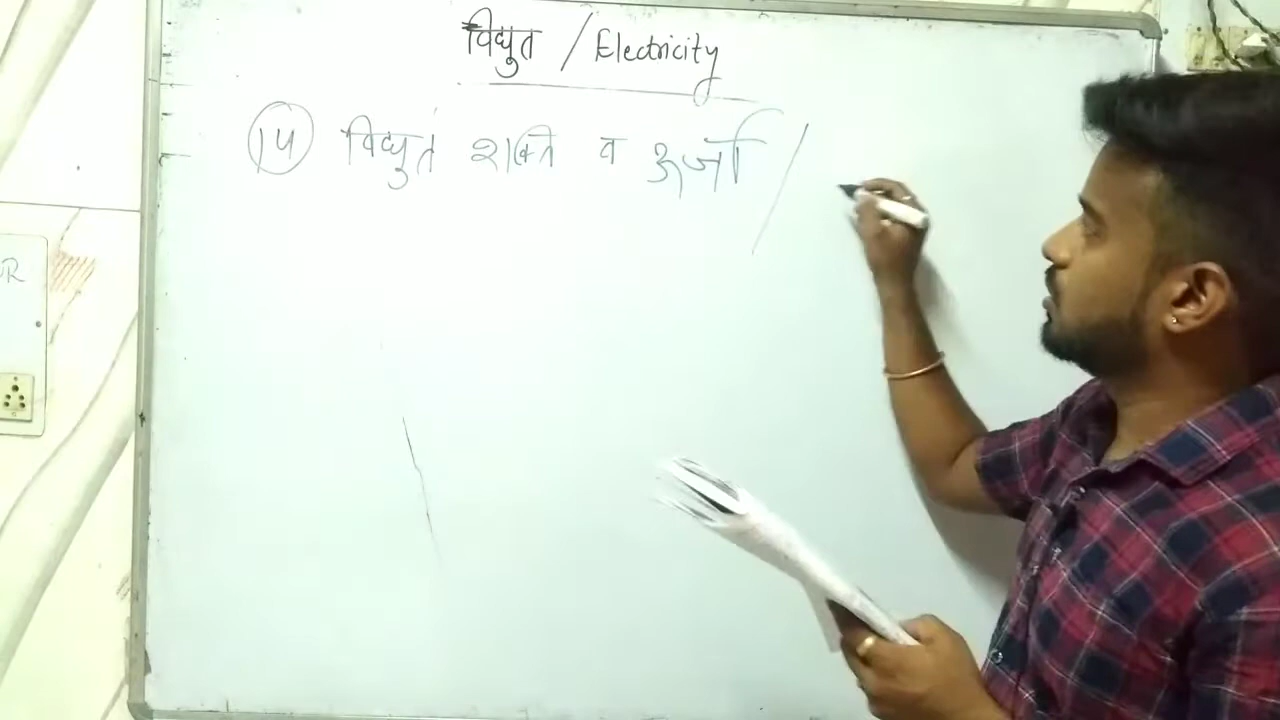 विद्युत / Electricity
14 विद्युत शक्ति व ऊर्जा /